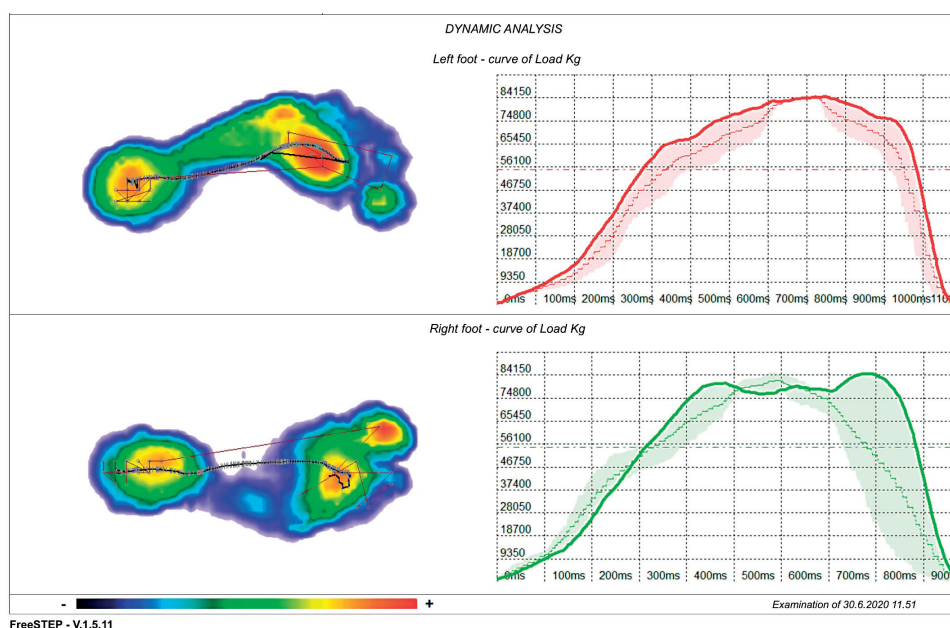 DYNAMIC ANALYSIS
Left foot - curve of Load Kg
84150
74800
65450
56100
46750
37400
28050
18700
9350
0ms 100ms 200ms 300ms 400ms 500ms 600ms 700ms 800ms 900ms 1000ms 110
Right foot - curve of Load Kg
84150
74800
65450
56100
46750
37400
28050
18700
9350
0ms 100ms 200ms 300ms 400ms 500ms 600ms 700ms 800ms 900
- +
Examination of 30.6.2020 11.51
FreeSTEP - V.1.5.11